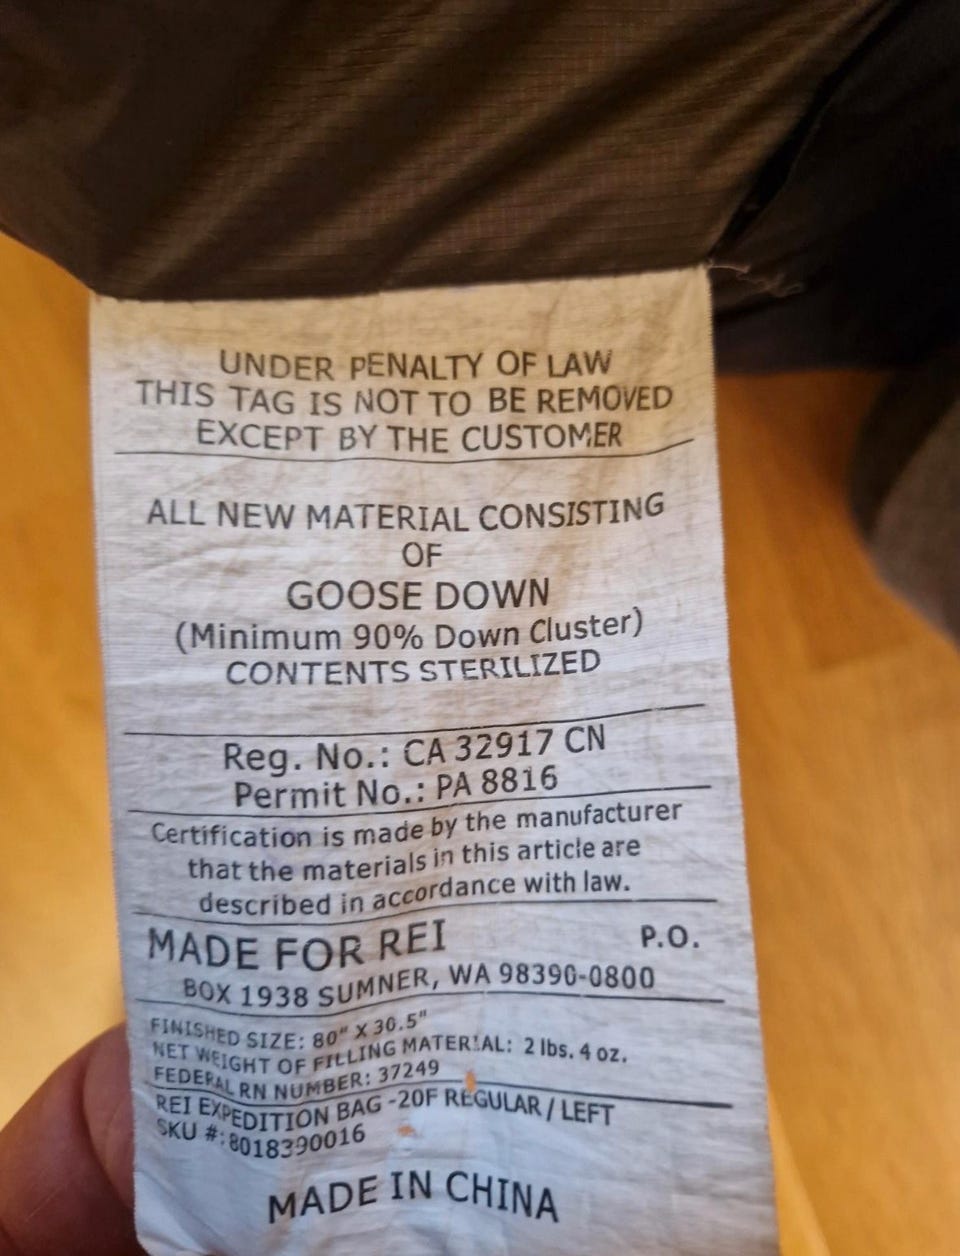 UNDER PENALTY OF LAW
THIS TAG IS NOT TO BE REMOVED
EXCEPT BY THE CUSTOMER
ALL NEW MATERIAL CONSISTING
OF
GOOSE DOWN
(Minimum 90% Down Cluster)
CONTENTS STERILIZED
Reg. No.: CA 32917 CN
Permit No.: PA 8816
Certification is made by the manufacturer
that the materials in this article are
described in accordance with law.
MADE FOR REI P.O.
BOX 1938 SUMNER, WA 98390-0800
FINISHED SIZE: 80" X 30.5"
NET WEIGHT OF FILLING MATERIAL: 2 lbs. 4 oz.
FEDERAL RN NUMBER: 37249
REI EXPEDITION BAG -20F REGULAR / LEFT
SKU #:8018390016
MADE IN CHINA